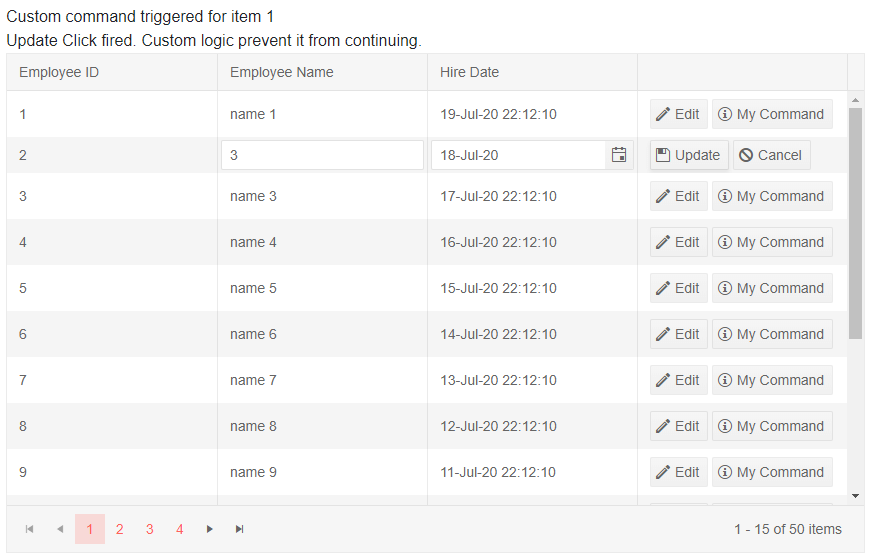 Custom command triggered for item 1
Update Click fired. Custom logic prevent it from continuing.
Employee ID Employee Name Hire Date
1 name 1 19-Jul-20 22:12:10 Edit My Command
2 3 18-Jul-20 Update Cancel
3 name 3 17-Jul-20 22:12:10 Edit My Command
4 name 4 16-Jul-20 22:12:10 Edit My Command
5 name 5 15-Jul-20 22:12:10 Edit My Command
6 name 6 14-Jul-20 22:12:10 Edit My Command
7 name 7 13-Jul-20 22:12:10 Edit My Command
8 name 8 12-Jul-20 22:12:10 Edit My Command
9 name 9 11-Jul-20 22:12:10 Edit My Command
1 2 3 4 1 - 15 of 50 items